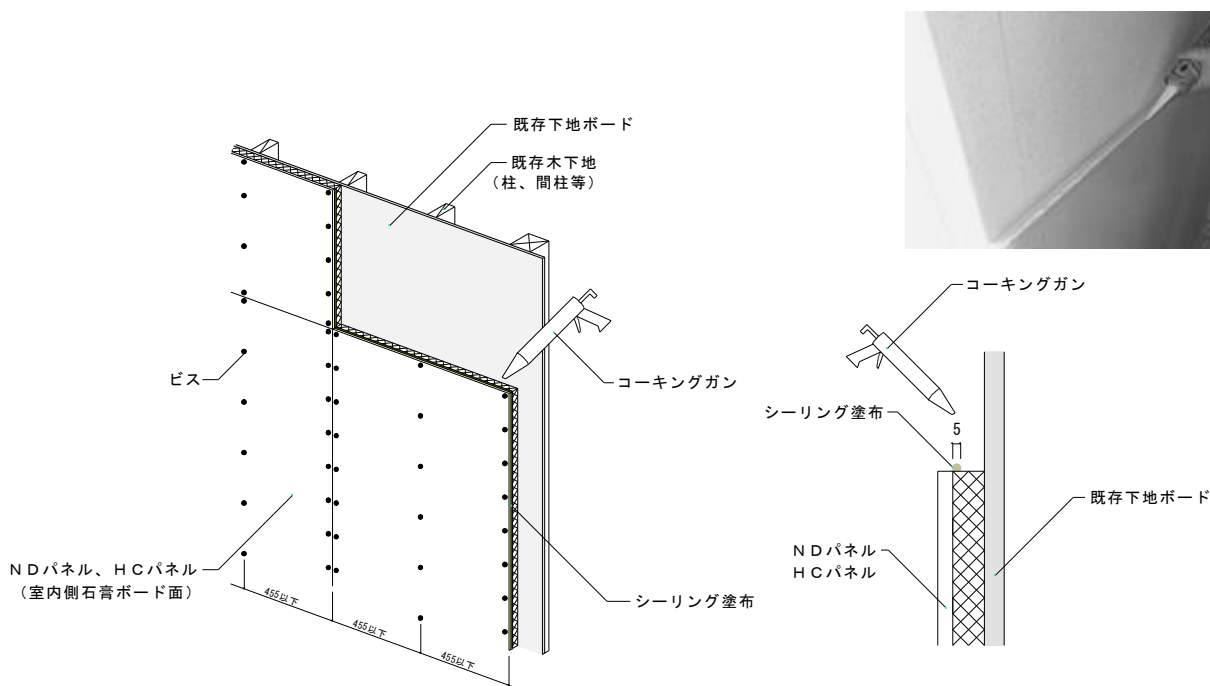 既存下地ボード
既存木下地
（柱、間柱等）
コーキングガン
ビス
ＮＤパネル、ＨＣパネル
（室内側石膏ボード面）
シーリング塗布
455以下
455以下
455以下
コーキングガン
シーリング塗布
5
既存下地ボード
ＮＤパネル
ＨＣパネル